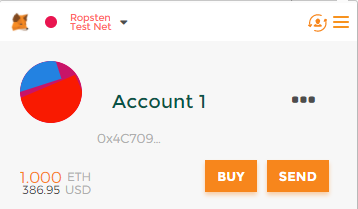 Ropsten
Test Net
Account 1
0x4C709...
1.000 ETH
386.95 USD
BUY
SEND